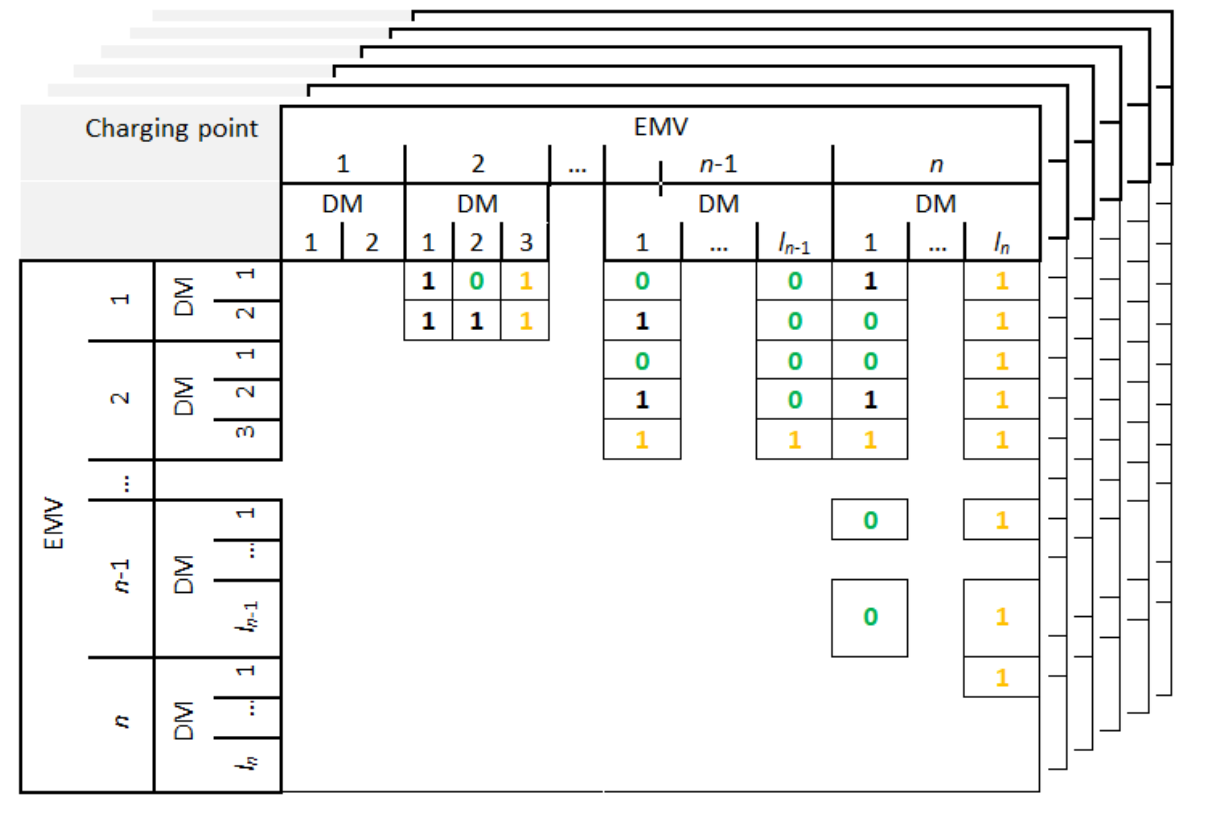 Charging point EMV
1 2 ... n-1 n
DM DM DM DM
1 2 1 2 3 1 ... lₙ₋₁ 1 ... lₙ
EMV
1 DM 1 1 0 1 0 0 1 1
2 1 1 1 1 0 0 1
2 DM 1 0 0 0 1
2 1 0 1 1
3 1 1 1 1
...
n-1 DM 1 0 1
...
lₙ₋₁ 0 1
n DM 1 1
...
lₙ